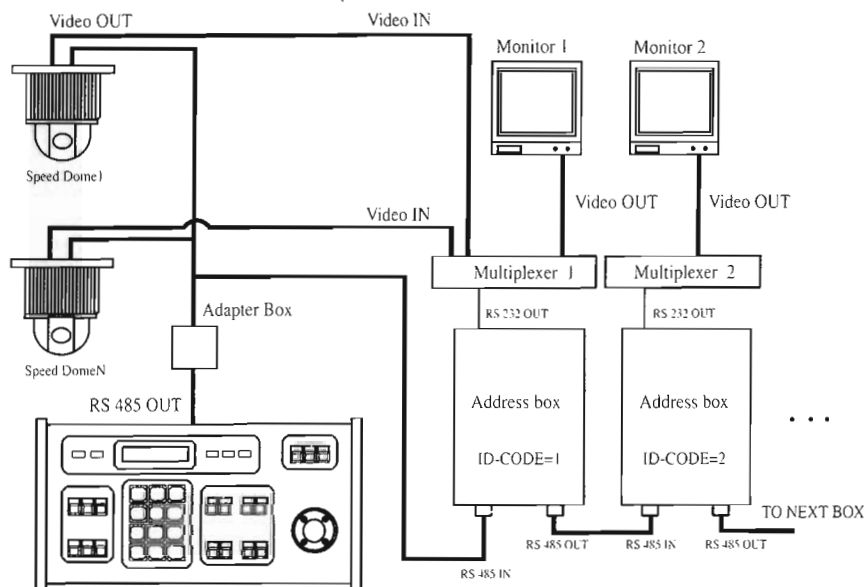 Video OUT
Video IN
Monitor 1
Monitor 2
Speed Dome1
Video IN
Video OUT
Video OUT
Multiplexer 1
Multiplexer 2
Adapter Box
RS 232 OUT
RS 232 OUT
Speed DomeN
RS 485 OUT
Address box
ID-CODE=1
Address box
ID-CODE=2
. . .
TO NEXT BOX
RS 485 IN
RS 485 OUT
RS 485 IN
RS 485 OUT